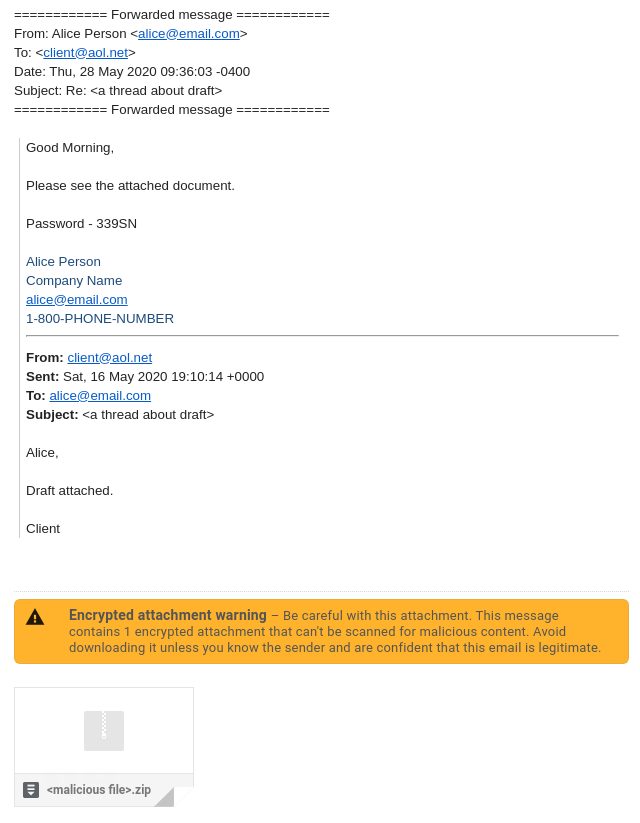 ============ Forwarded message ============
From: Alice Person <alice@email.com>
To: <client@aol.net>
Date: Thu, 28 May 2020 09:36:03 -0400
Subject: Re: <a thread about draft>
============ Forwarded message ============
Good Morning,
Please see the attached document.
Password - 339SN
Alice Person
Company Name
alice@email.com
1-800-PHONE-NUMBER
From: client@aol.net
Sent: Sat, 16 May 2020 19:10:14 +0000
To: alice@email.com
Subject: <a thread about draft>
Alice,
Draft attached.
Client
Encrypted attachment warning – Be careful with this attachment. This message
contains 1 encrypted attachment that can't be scanned for malicious content. Avoid
downloading it unless you know the sender and are confident that this email is legitimate.
<malicious file>.zip